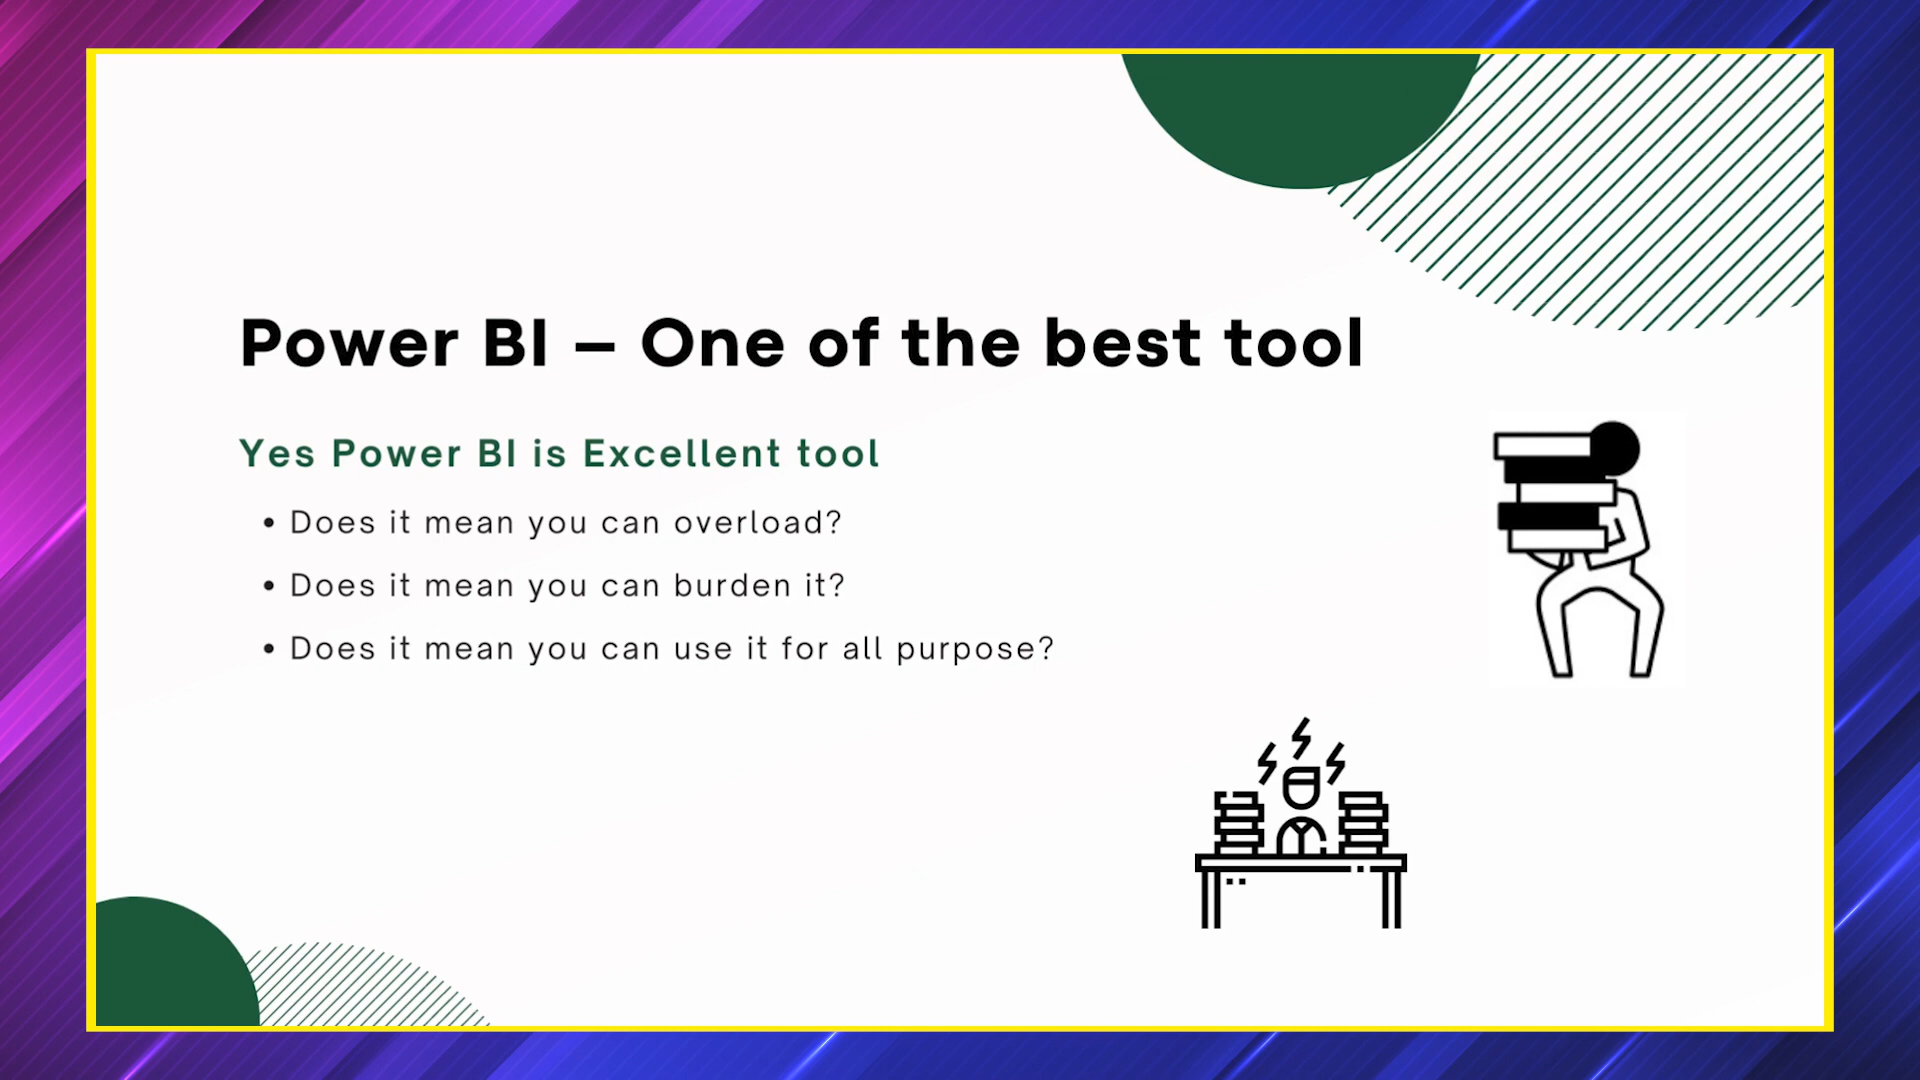 Power BI – One of the best tool
Yes Power BI is Excellent tool
• Does it mean you can overload?
• Does it mean you can burden it?
• Does it mean you can use it for all purpose?